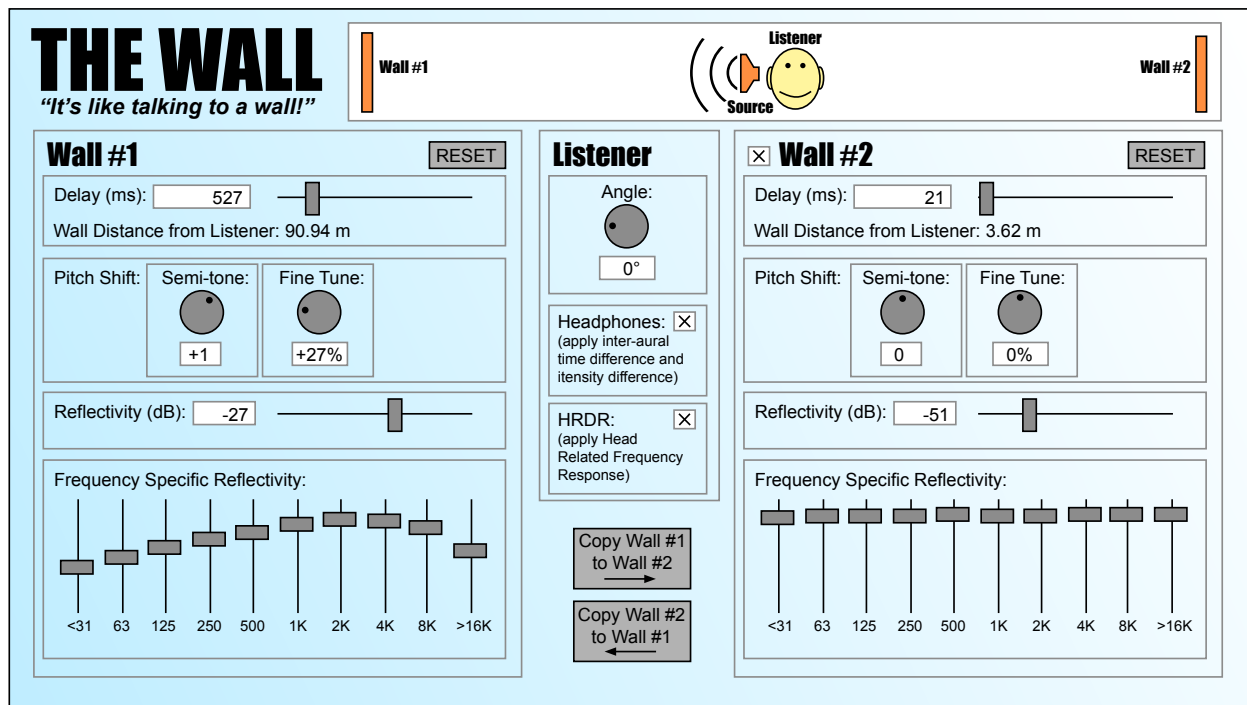 THE WALL
“It’s like talking to a wall!”
Wall #1
Listener
Source
Wall #2
Wall #1
RESET
Delay (ms): 527
Wall Distance from Listener: 90.94 m
Pitch Shift:
Semi-tone:
+1
Fine Tune:
+27%
Reflectivity (dB): -27
Frequency Specific Reflectivity:
<31 63 125 250 500 1K 2K 4K 8K >16K
Listener
Angle:
0°
Headphones:
(apply inter-aural
time difference and
itensity difference)
HRDR:
(apply Head
Related Frequency
Response)
Copy Wall #1
to Wall #2
Copy Wall #2
to Wall #1
Wall #2
RESET
Delay (ms): 21
Wall Distance from Listener: 3.62 m
Pitch Shift:
Semi-tone:
0
Fine Tune:
0%
Reflectivity (dB): -51
Frequency Specific Reflectivity:
<31 63 125 250 500 1K 2K 4K 8K >16K